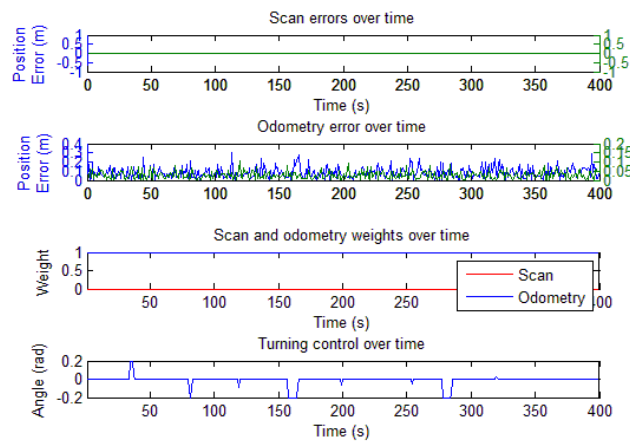 Scan errors over time
Position
Error (m)
1
0.5
0
-0.5
-1
1
0.5
0
-0.5
-1
0 50 100 150 200 250 300 350 400
Time (s)
Odometry error over time
Position
Error (m)
0.4
0.3
0.2
0.1
0
0.2
0.15
0.1
0.05
0
0 50 100 150 200 250 300 350 400
Time (s)
Scan and odometry weights over time
Weight
1
0.5
0
Scan
Odometry
50 100 150 200 250 300 350 400
Time (s)
Turning control over time
Angle (rad)
0.2
0
-0.2
50 100 150 200 250 300 350 400
Time (s)